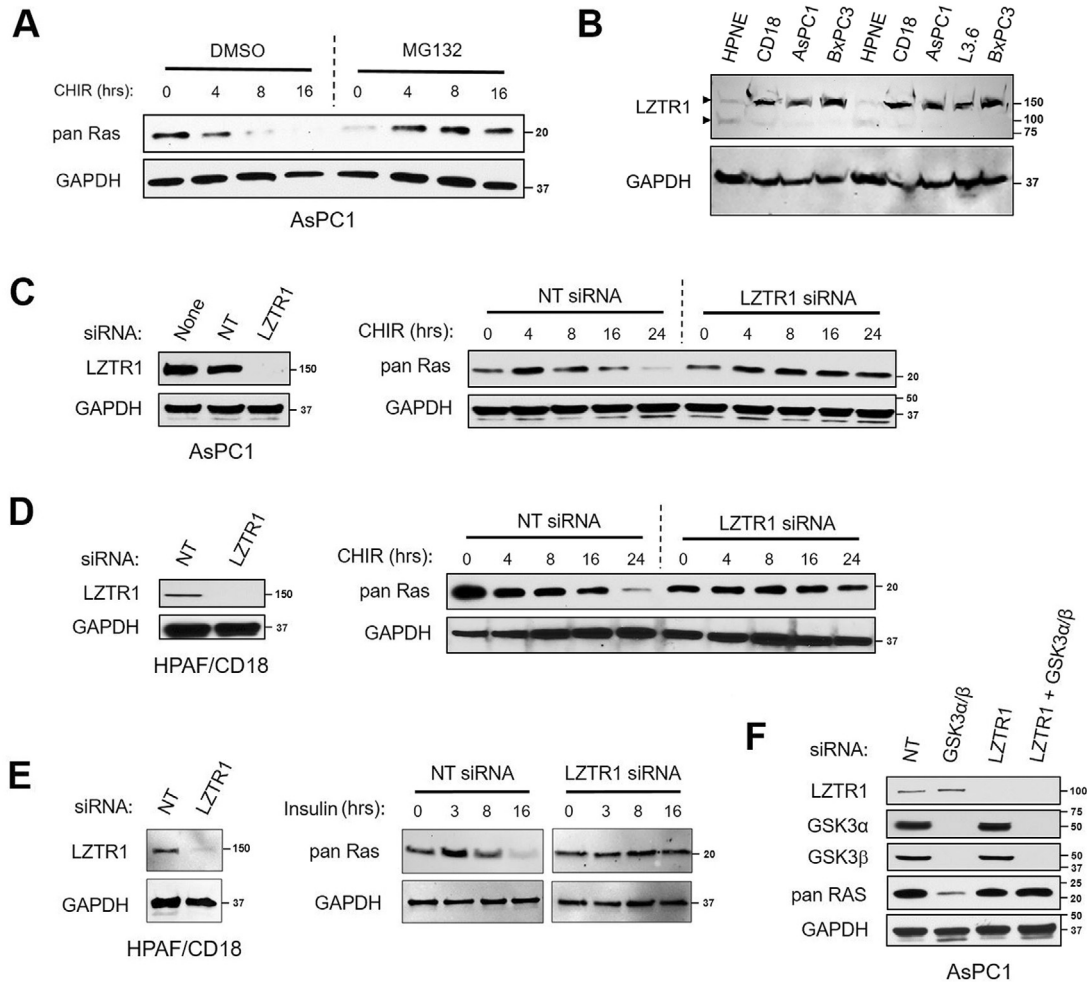 A
DMSO MG132
CHIR (hrs): 0 4 8 16 0 4 8 16
pan Ras 20
GAPDH 37
AsPC1
B
HPNE CD18 AsPC1 BxPC3 HPNE CD18 AsPC1 L3.6 BxPC3
LZTR1 150
100
75
GAPDH 37
C
siRNA: None NT LZTR1
LZTR1 150
GAPDH 37
AsPC1
NT siRNA LZTR1 siRNA
CHIR (hrs): 0 4 8 16 24 0 4 8 16 24
pan Ras 20
GAPDH 50
37
D
siRNA: NT LZTR1
LZTR1 150
GAPDH 37
HPAF/CD18
NT siRNA LZTR1 siRNA
CHIR (hrs): 0 4 8 16 24 0 4 8 16 24
pan Ras 20
GAPDH 37
E
siRNA: NT LZTR1
LZTR1 150
GAPDH 37
HPAF/CD18
NT siRNA LZTR1 siRNA
Insulin (hrs): 0 3 8 16 0 3 8 16
pan Ras 20
GAPDH 37
F
siRNA: NT GSK3α/β LZTR1 LZTR1 + GSK3α/β
LZTR1 100
GSK3α 75
50
GSK3β 50
37
pan RAS 25
20
GAPDH 50
37
AsPC1